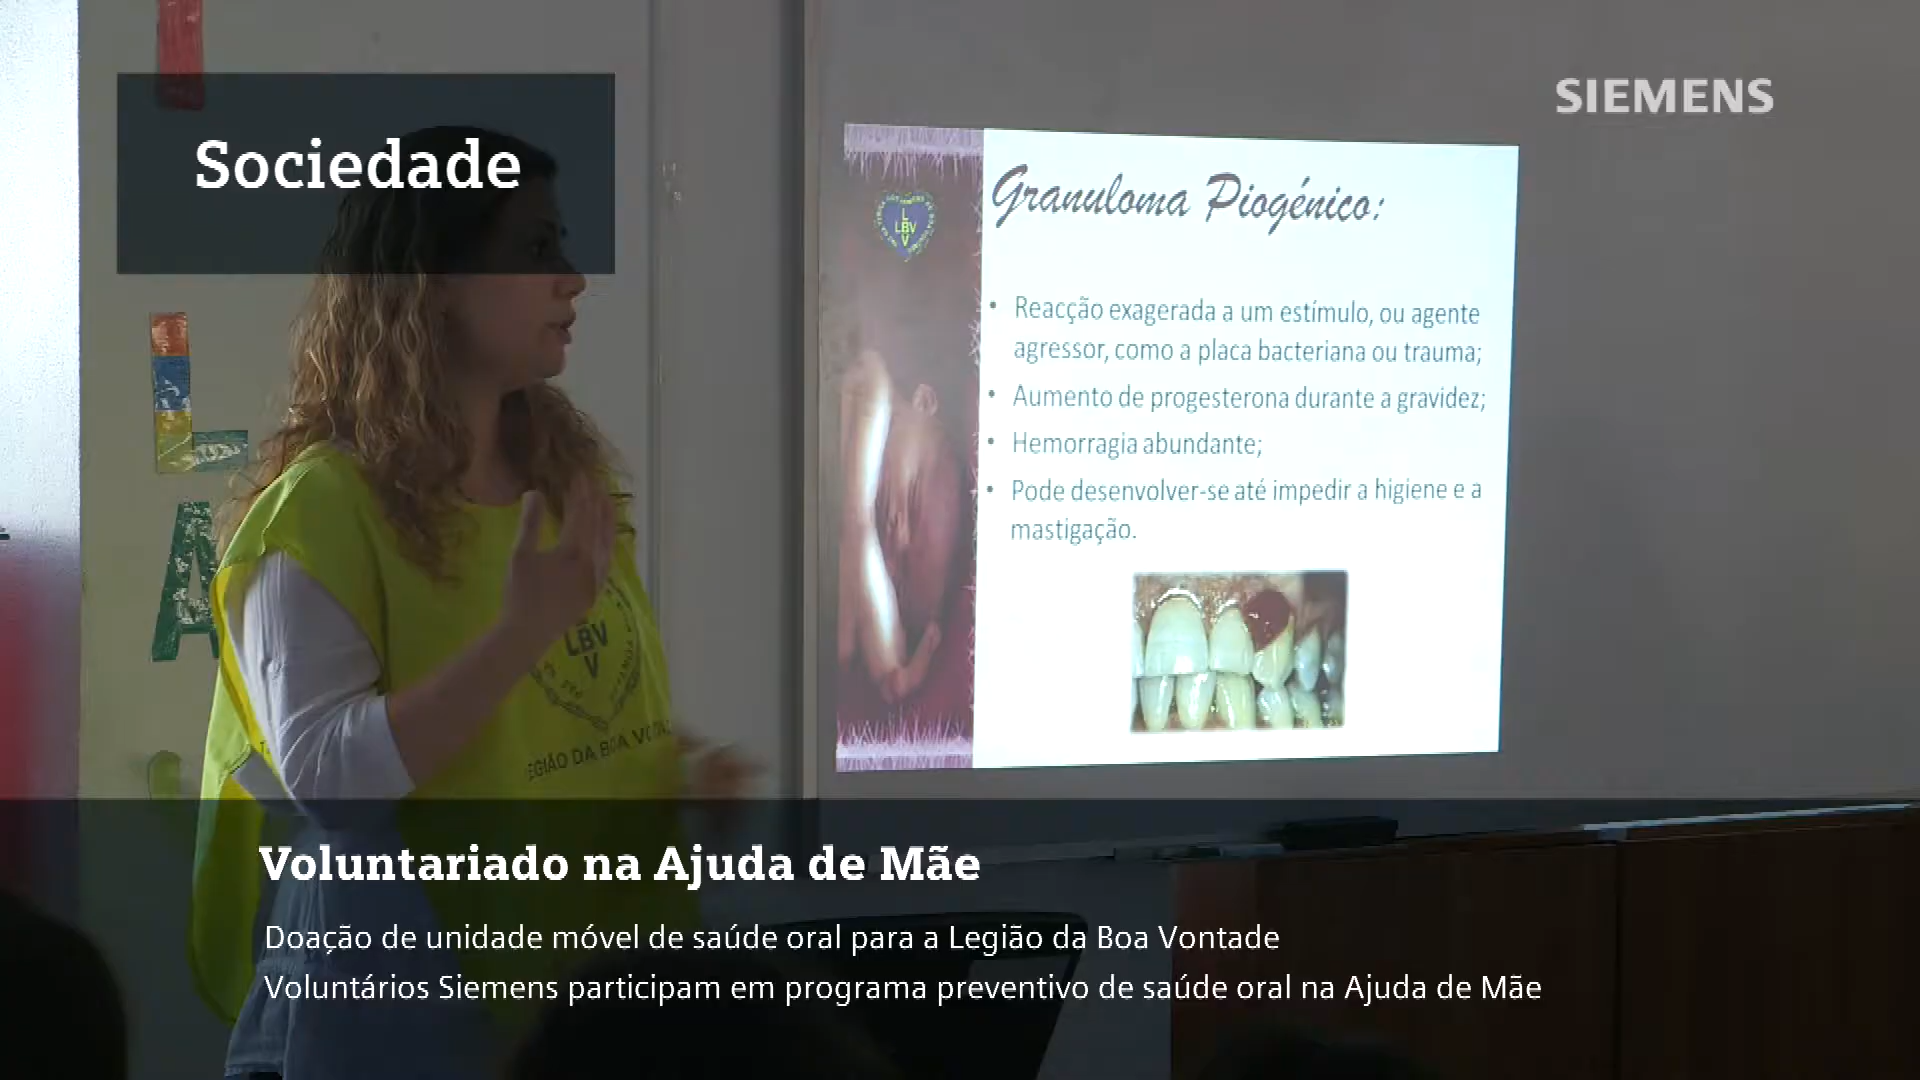 Sociedade
SIEMENS
L
LBV
V
Granuloma Piogénico:
• Reacção exagerada a um estímulo, ou agente
agressor, como a placa bacteriana ou trauma;
• Aumento de progesterona durante a gravidez;
• Hemorragia abundante;
• Pode desenvolver-se até impedir a higiene e a
mastigação.
L
A
LBV
V
EGIÃO DA BOA VONT
Voluntariado na Ajuda de Mãe
Doação de unidade móvel de saúde oral para a Legião da Boa Vontade
Voluntários Siemens participam em programa preventivo de saúde oral na Ajuda de Mãe